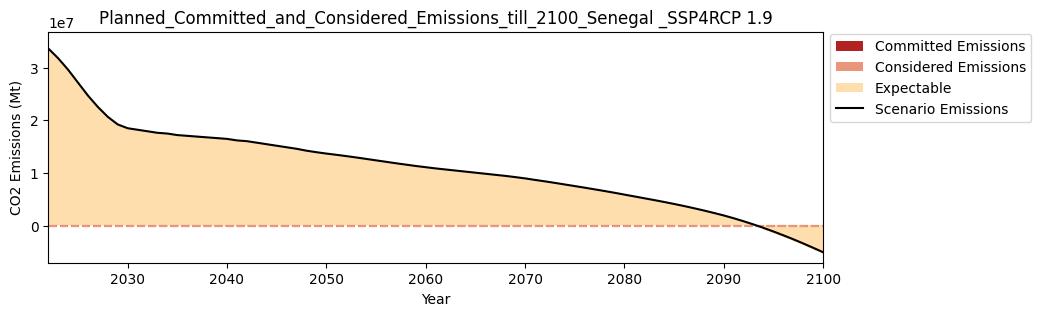 Planned_Committed_and_Considered_Emissions_till_2100_Senegal _SSP4RCP 1.9
1e7
3
2
1
0
CO2 Emissions (Mt)
2030 2040 2050 2060 2070 2080 2090 2100
Year
Committed Emissions
Considered Emissions
Expectable
Scenario Emissions